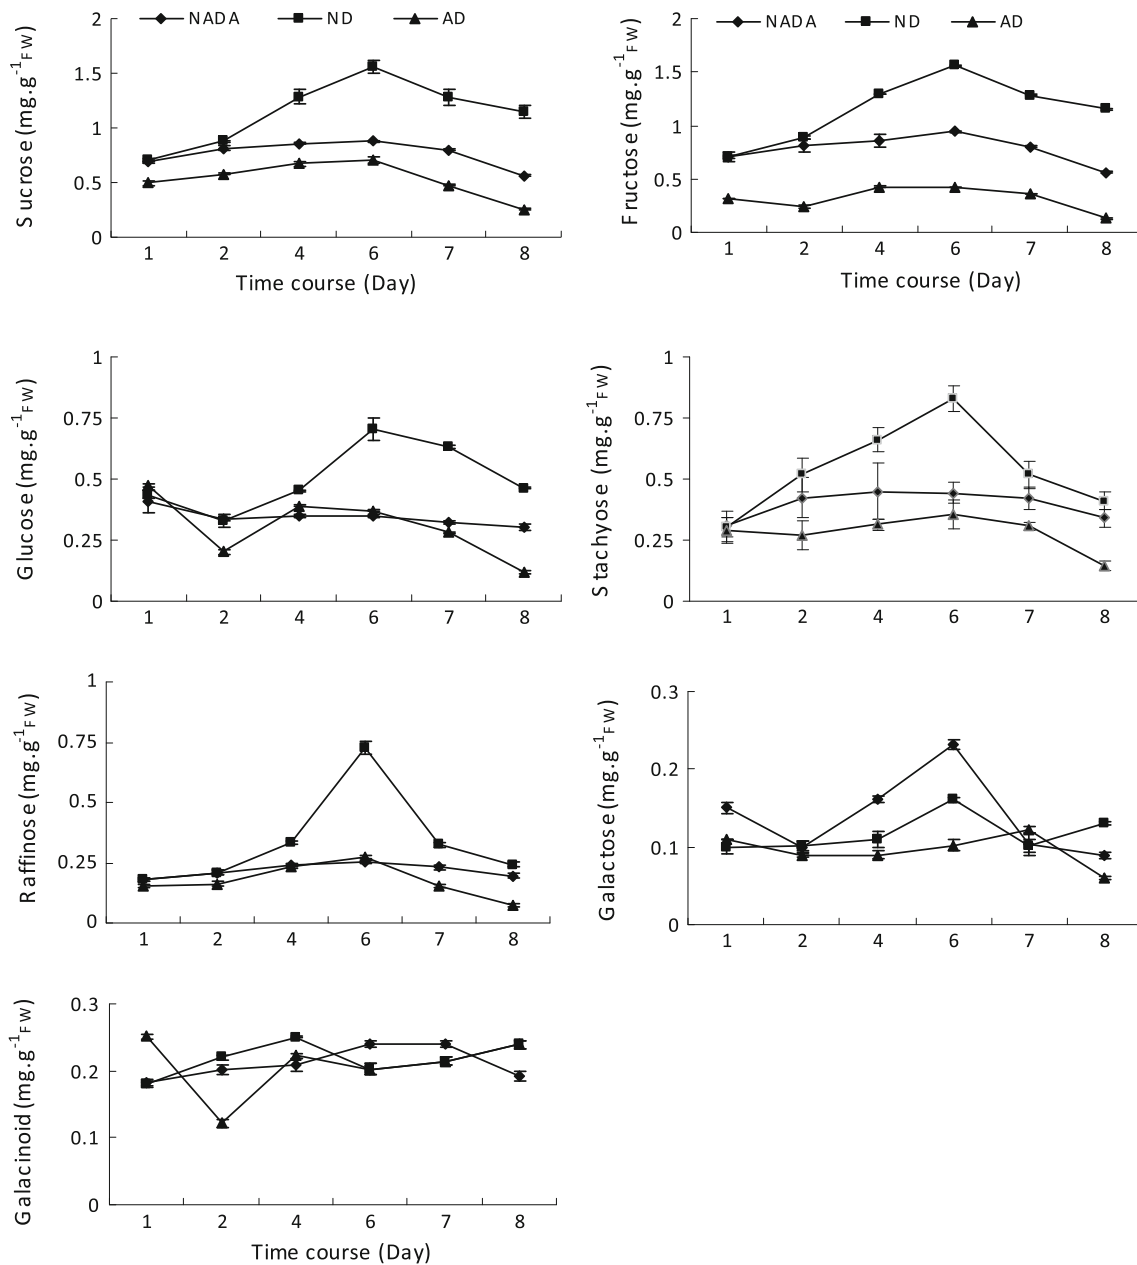 NADA ND AD
Sucrose (mg.g⁻¹FW)
2
1.5
1
0.5
0
1 2 4 6 7 8
Time course (Day)
NADA ND AD
Fructose (mg.g⁻¹FW)
2
1.5
1
0.5
0
1 2 4 6 7 8
Time course (Day)
Glucose (mg.g⁻¹FW)
1
0.75
0.5
0.25
0
1 2 4 6 7 8
Stachyose (mg.g⁻¹FW)
1
0.75
0.5
0.25
0
1 2 4 6 7 8
Raffinose (mg.g⁻¹FW)
1
0.75
0.5
0.25
0
1 2 4 6 7 8
Galactose (mg.g⁻¹FW)
0.3
0.2
0.1
0
1 2 4 6 7 8
Galacinoid (mg.g⁻¹FW)
0.3
0.2
0.1
0
1 2 4 6 7 8
Time course (Day)